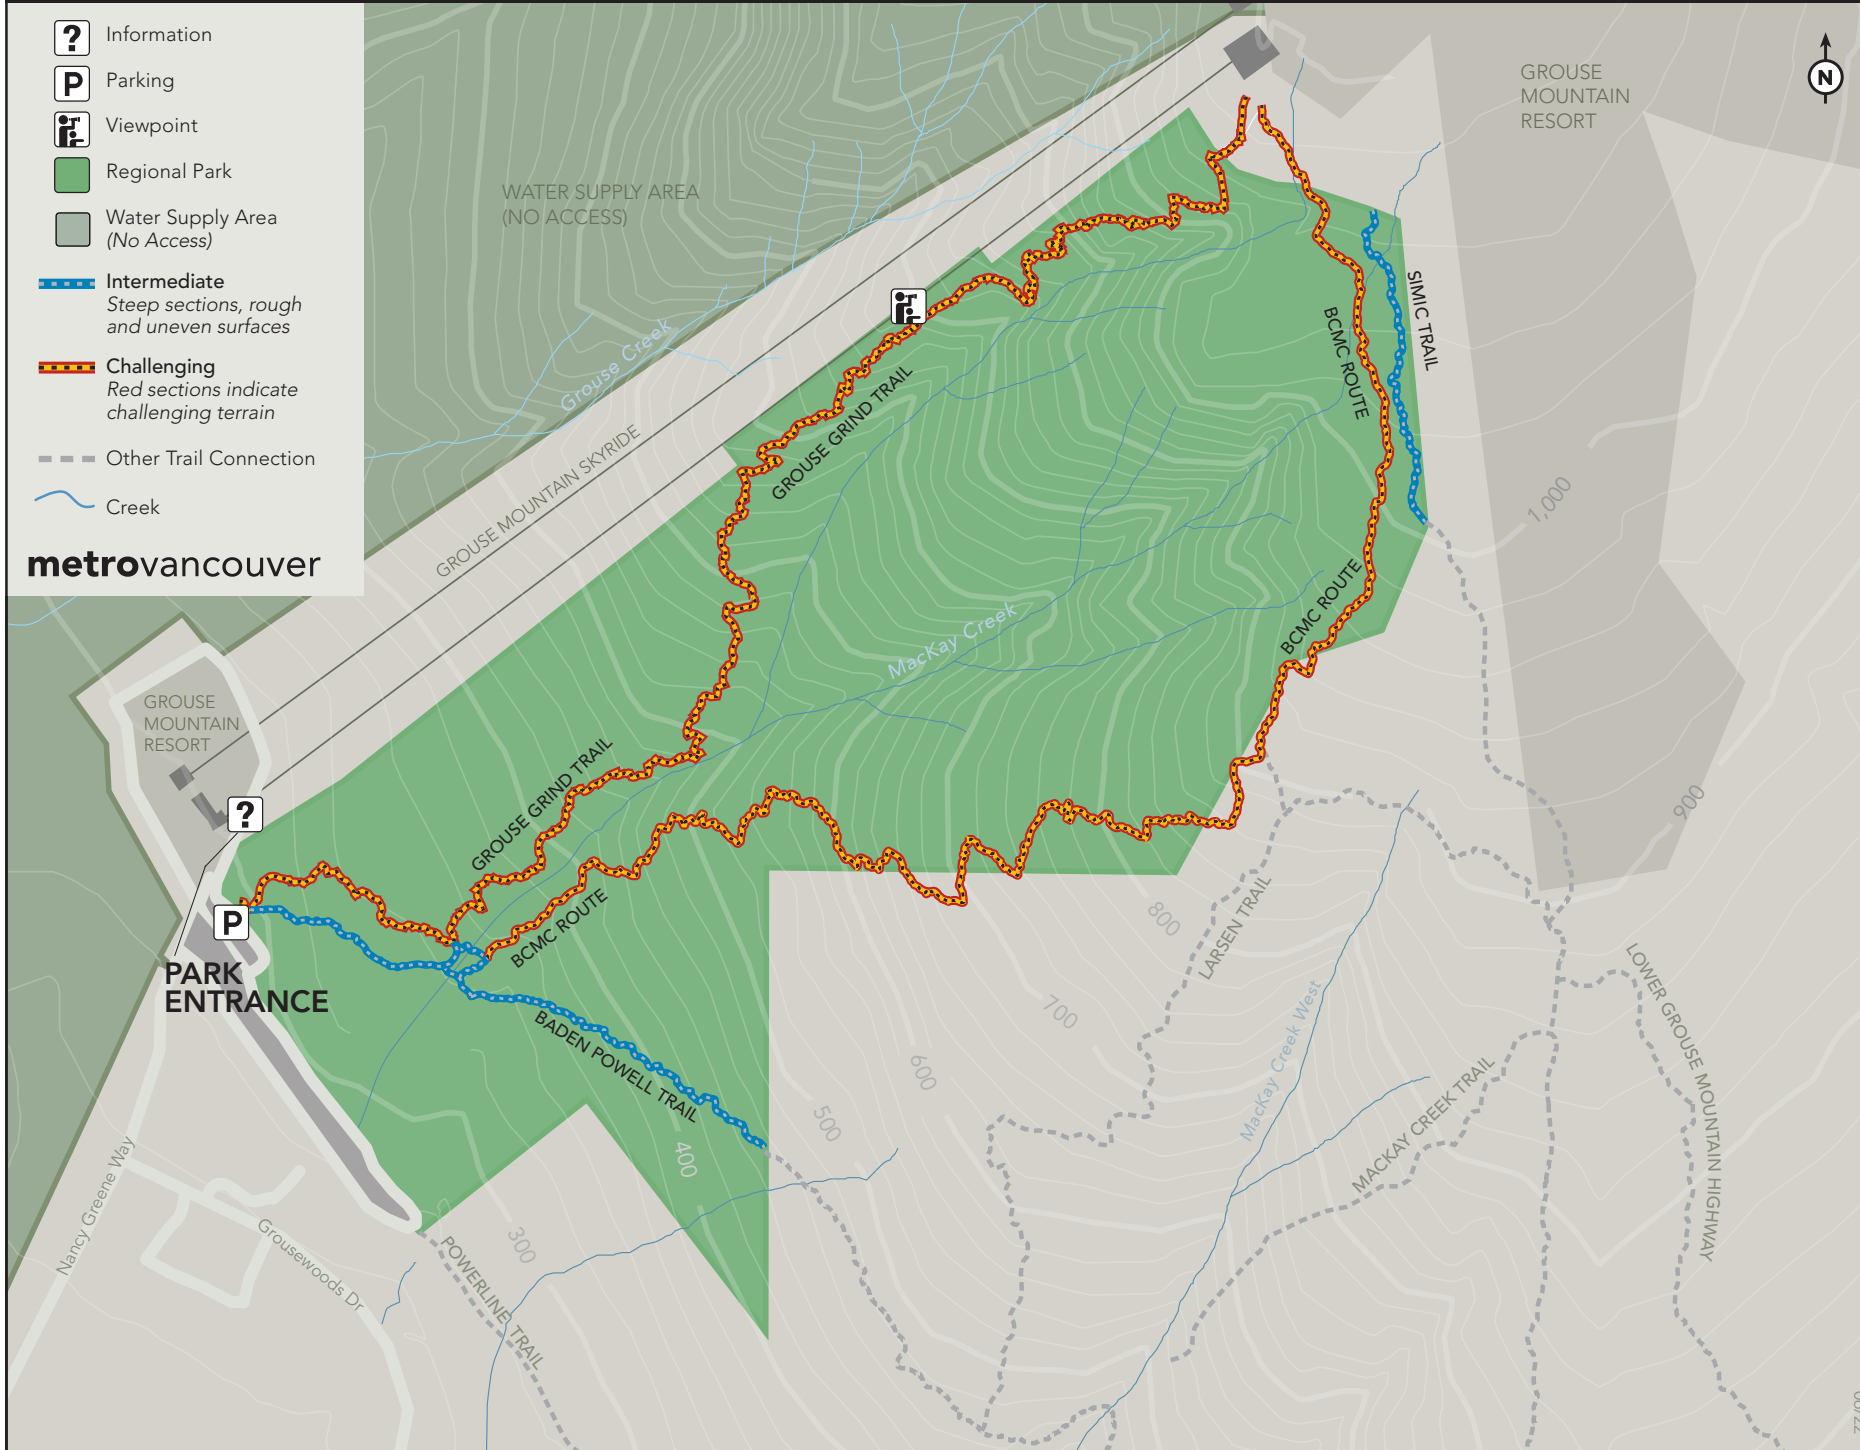 ?
Information
P
Parking
Viewpoint
Regional Park
Water Supply Area
(No Access)
Intermediate
Steep sections, rough
and uneven surfaces
Challenging
Red sections indicate
challenging terrain
Other Trail Connection
Creek
metrovancouver
GROUSE
MOUNTAIN
RESORT
N
WATER SUPPLY AREA
(NO ACCESS)
Grouse Creek
GROUSE MOUNTAIN SKYRIDE
GROUSE GRIND TRAIL
SIMIC TRAIL
BCMC ROUTE
1,000
BCMC ROUTE
MacKay Creek
GROUSE
MOUNTAIN
RESORT
?
GROUSE GRIND TRAIL
900
P
BCMC ROUTE
800
LARSEN TRAIL
PARK
ENTRANCE
BADEN POWELL TRAIL
700
MacKay Creek West
LOWER GROUSE MOUNTAIN HIGHWAY
600
500
400
MACKAY CREEK TRAIL
Nancy Greene Way
Grousewoods Dr
300
POWERLINE TRAIL